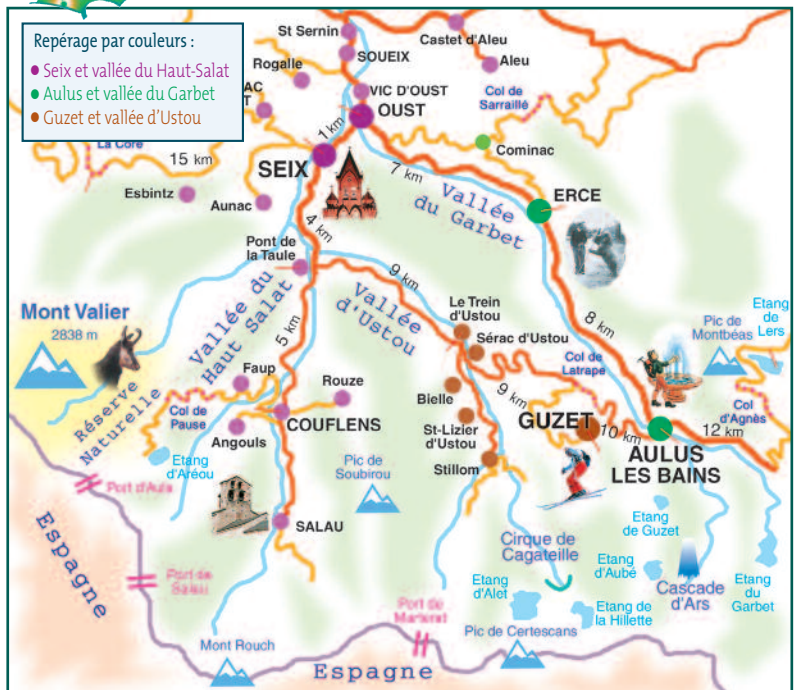 Repérage par couleurs :
Seix et vallée du Haut-Salat
Aulus et vallée du Garbet
Guzet et vallée d'Ustou
St Sernin
SOUEIX
Rogalle
AC
T
VIC D'OUST
OUST
Castet d'Aleu
Aleu
Col de
Sarraillé
Cominac
La Core
15 km
1 km
SEIX
7 km
Vallée
du Garbet
ERCE
Esbintz
Aunac
4 km
Pont de
la Taule
9 km
Vallée
d'Ustou
Vallée du
Haut Salat
5 km
8 km
Mont Valier
2838 m
Réserve
Naturelle
Le Trein
d'Ustou
Sérac d'Ustou
Col de
Latrape
Pic de
Montbéas
Etang
de
Lers
Faup
Rouze
Col de
Pause
COUFLENS
Angouls
Bielle
St-Lizier
d'Ustou
Stillom
9 km
GUZET
10 km
Col
d'Agnès
12 km
AULUS
LES BAINS
Etang
d'Aréou
Pic de
Soubirou
Port d'Aula
SALAU
Espagne
Port de
Salau
Cirque de
Cagateille
Etang
de Guzet
Etang
d'Aubé
Cascade
d'Ars
Etang
du
Garbet
Etang
d'Alet
Etang de
la Hillette
Port de
Marterat
Pic de Certescans
Mont Rouch
Espagne